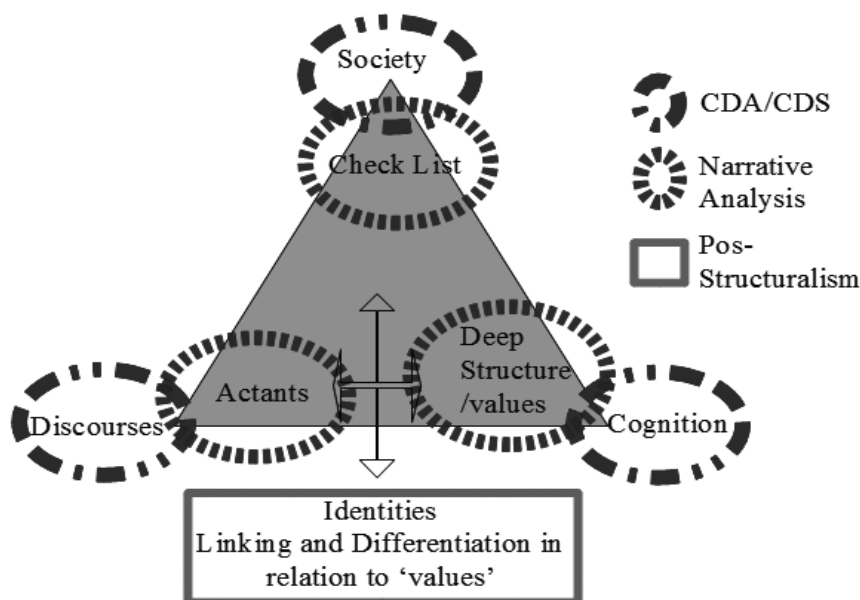 Society
Check List
Actants
Deep
Structure
/values
Discourses
Cognition
Identities
Linking and Differentiation in
relation to ‘values’
CDA/CDS
Narrative
Analysis
Pos-
Structuralism